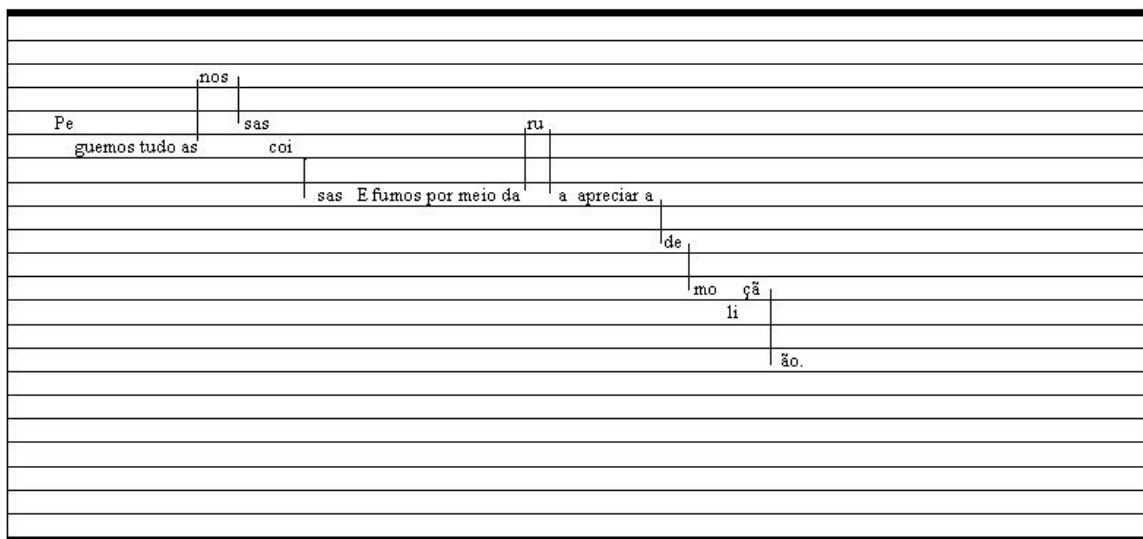 nos
Pe sas ru
guemos tudo as coi
sas E fumos por meio da a apreciar a
de
mo çã
li
ão.